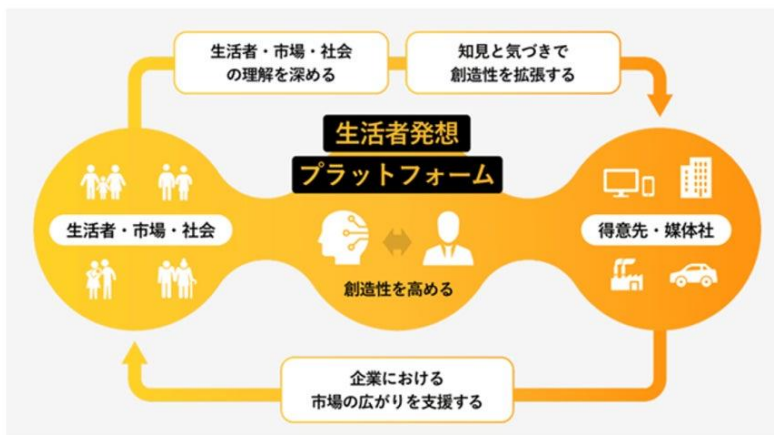 生活者・市場・社会
の理解を深める
知見と気づきで
創造性を拡張する
生活者発想
プラットフォーム
生活者・市場・社会
得意先・媒体社
創造性を高める
企業における
市場の広がりを支援する